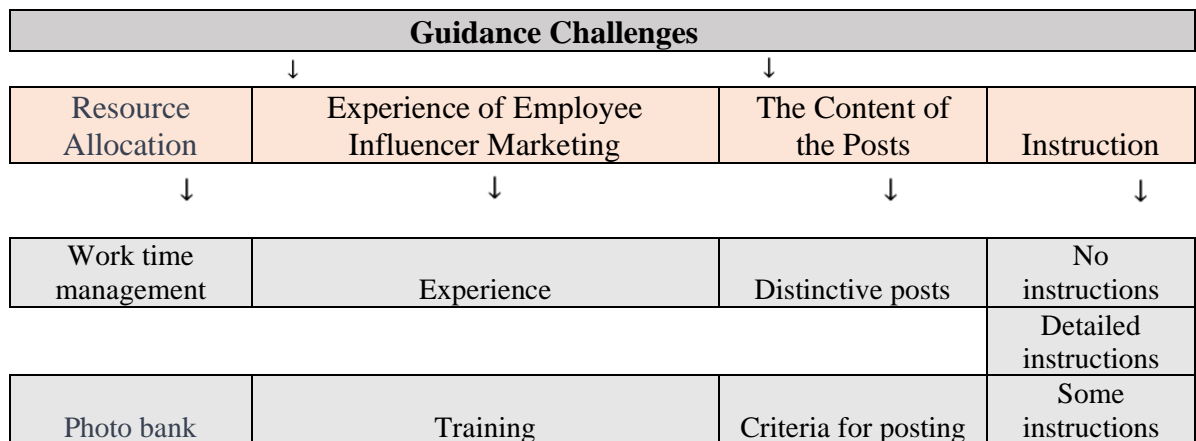 Guidance Challenges
↓ ↓
Resource Allocation Experience of Employee Influencer Marketing The Content of the Posts Instruction
↓ ↓ ↓ ↓
Work time management Experience Distinctive posts No instructions
Detailed instructions
Photo bank Training Criteria for posting Some instructions